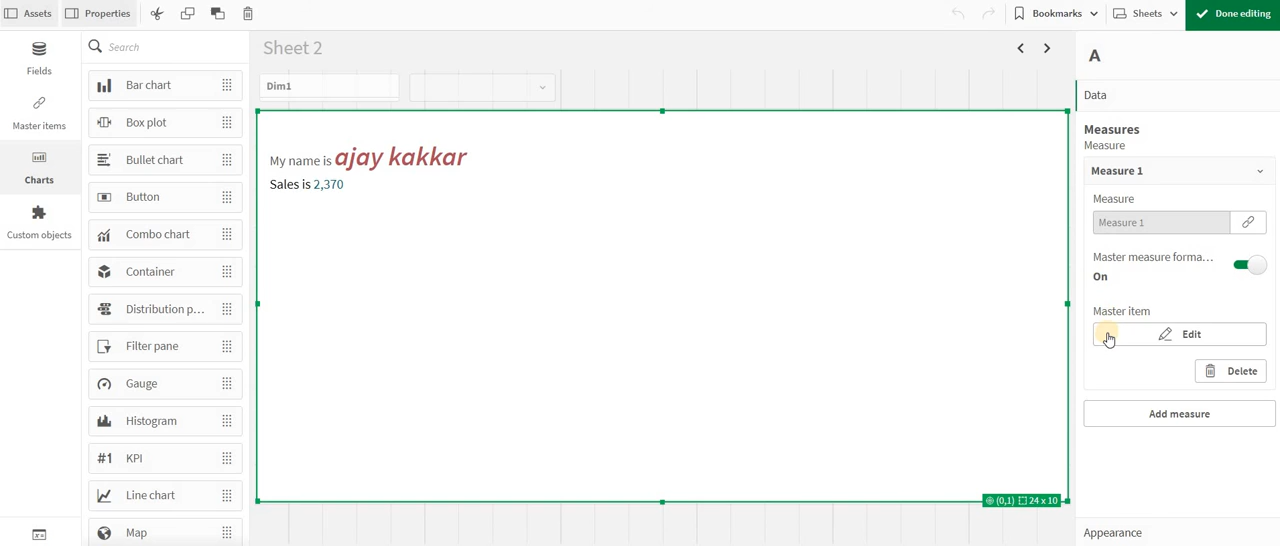 Assets
Properties
Bookmarks
Sheets
Done editing
Fields
Master items
Charts
Custom objects
Search
Bar chart
Box plot
Bullet chart
Button
Combo chart
Container
Distribution p...
Filter pane
Gauge
Histogram
#1 KPI
Line chart
Map
Sheet 2
Dim1
My name is ajay kakkar
Sales is 2,370
(0,1) 24 x 10
A
Data
Measures
Measure
Measure 1
Measure
Measure 1
Master measure forma...
On
Master item
Edit
Delete
Add measure
Appearance